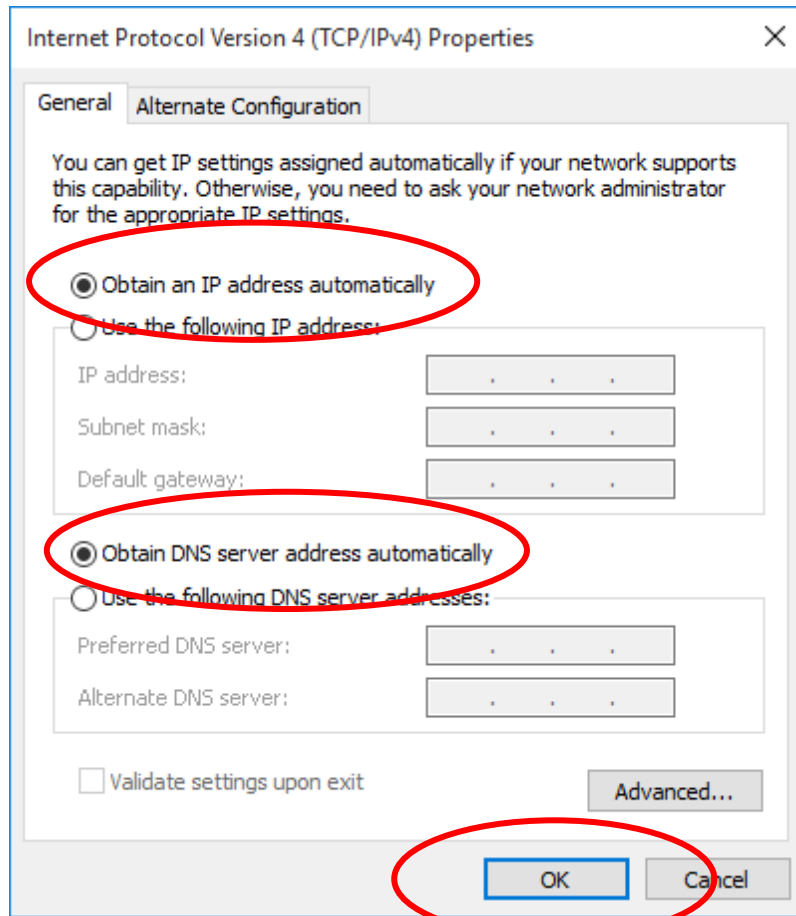 Internet Protocol Version 4 (TCP/IPv4) Properties
General
Alternate Configuration
You can get IP settings assigned automatically if your network supports
this capability. Otherwise, you need to ask your network administrator
for the appropriate IP settings.
Obtain an IP address automatically
Use the following IP address:
IP address:
. . .
Subnet mask:
. . .
Default gateway:
. . .
Obtain DNS server address automatically
Use the following DNS server addresses:
Preferred DNS server:
. . .
Alternate DNS server:
. . .
Validate settings upon exit
Advanced...
OK
Cancel